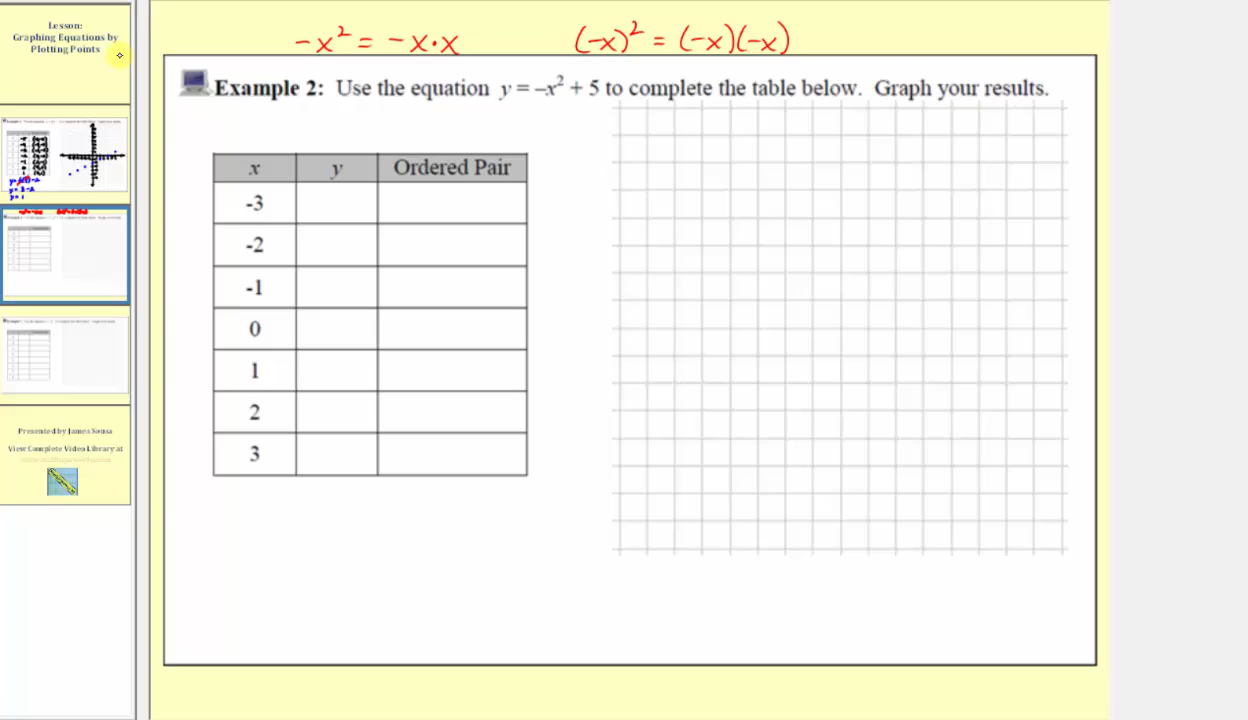 Lesson:
Graphing Equations by
Plotting Points
Presented by James Sousa
View Complete Video Library at
-x² = -x·x
(-x)² = (-x)(-x)
Example 2: Use the equation y = –x² + 5 to complete the table below. Graph your results.
x y Ordered Pair
-3
-2
-1
0
1
2
3